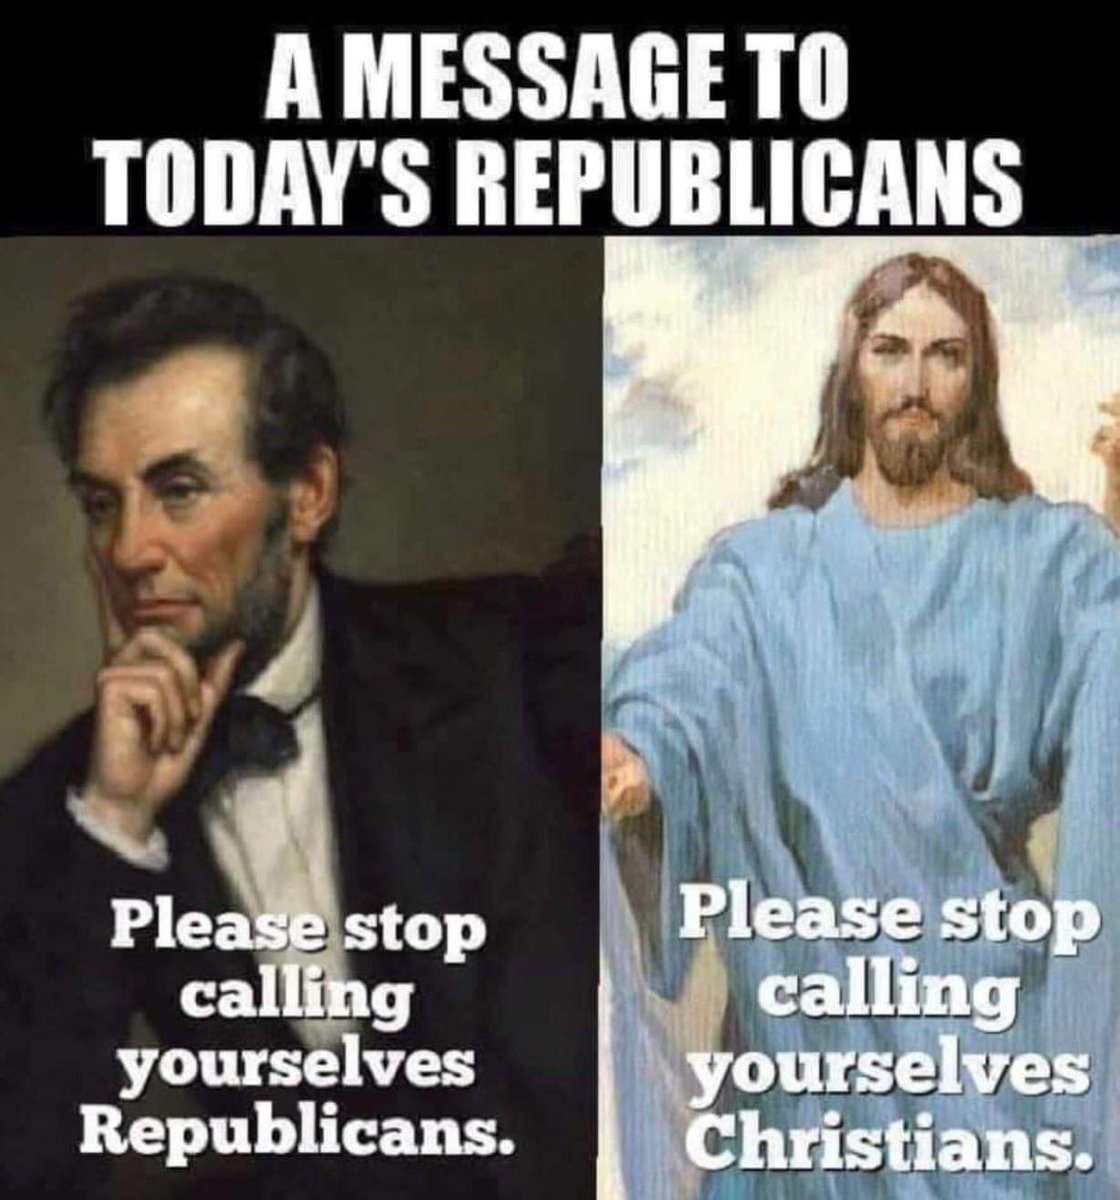 A MESSAGE TO
TODAY'S REPUBLICANS
Please stop
calling
yourselves
Republicans.
Please stop
calling
yourselves
Christians.